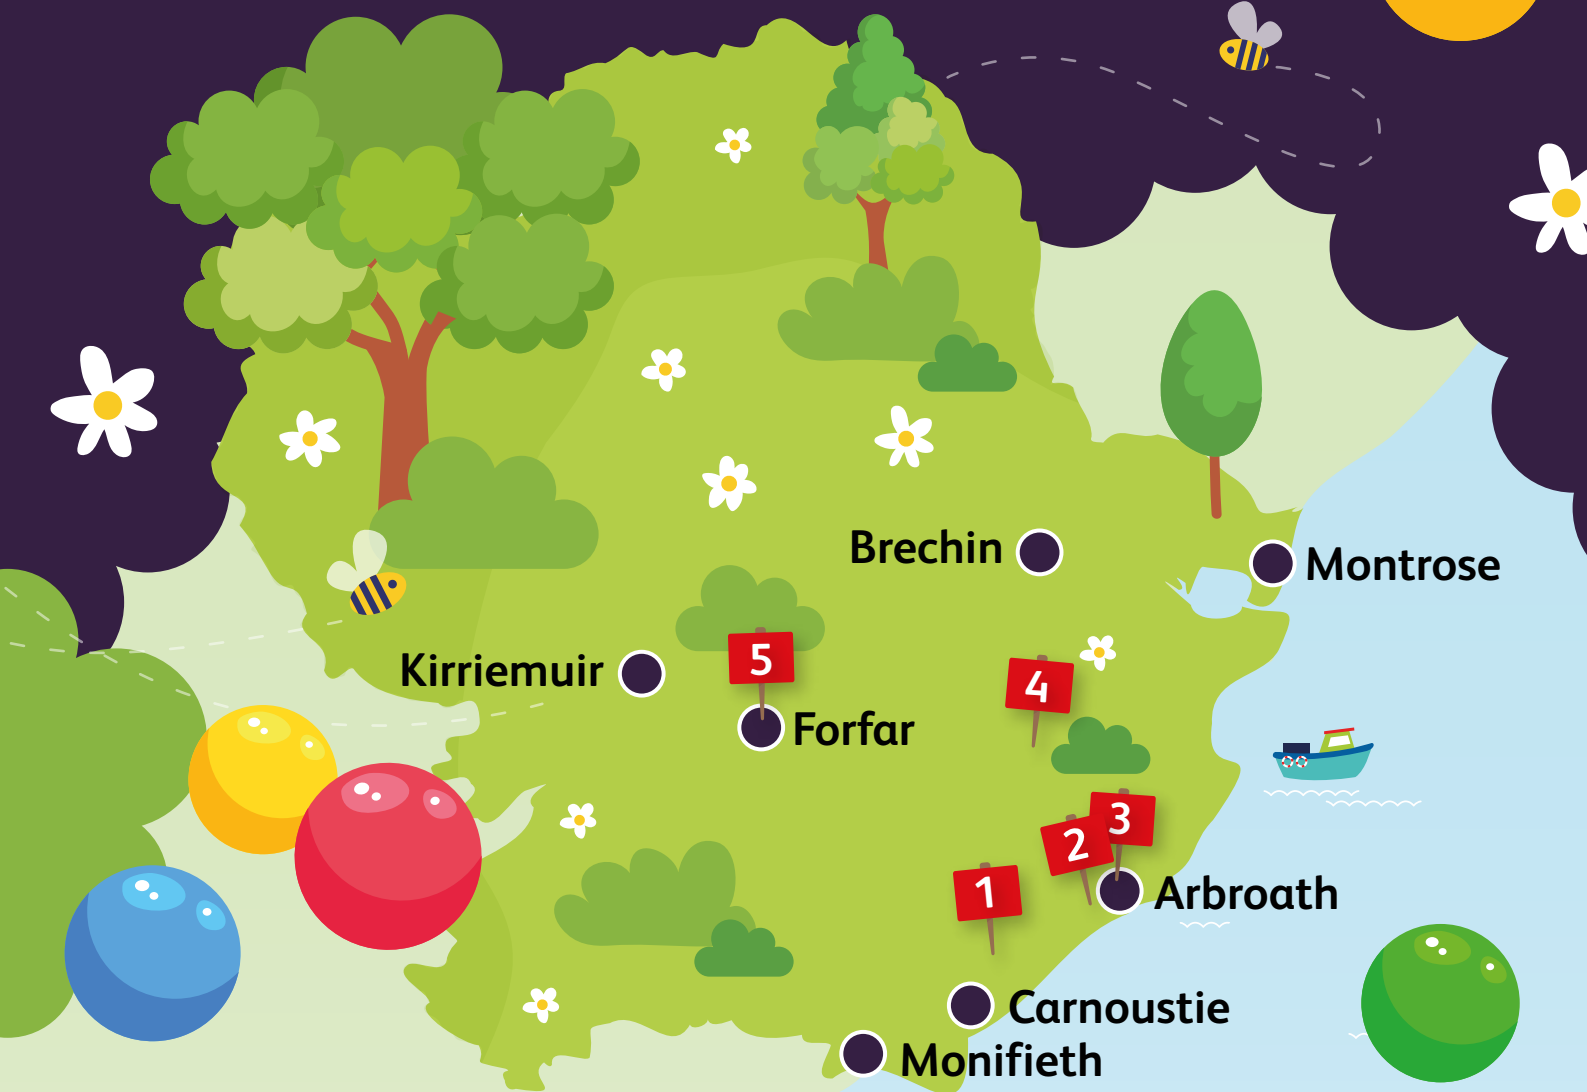 Brechin
Montrose
Kirriemuir
5
4
Forfar
3
2
1
Arbroath
Carnoustie
Monifieth